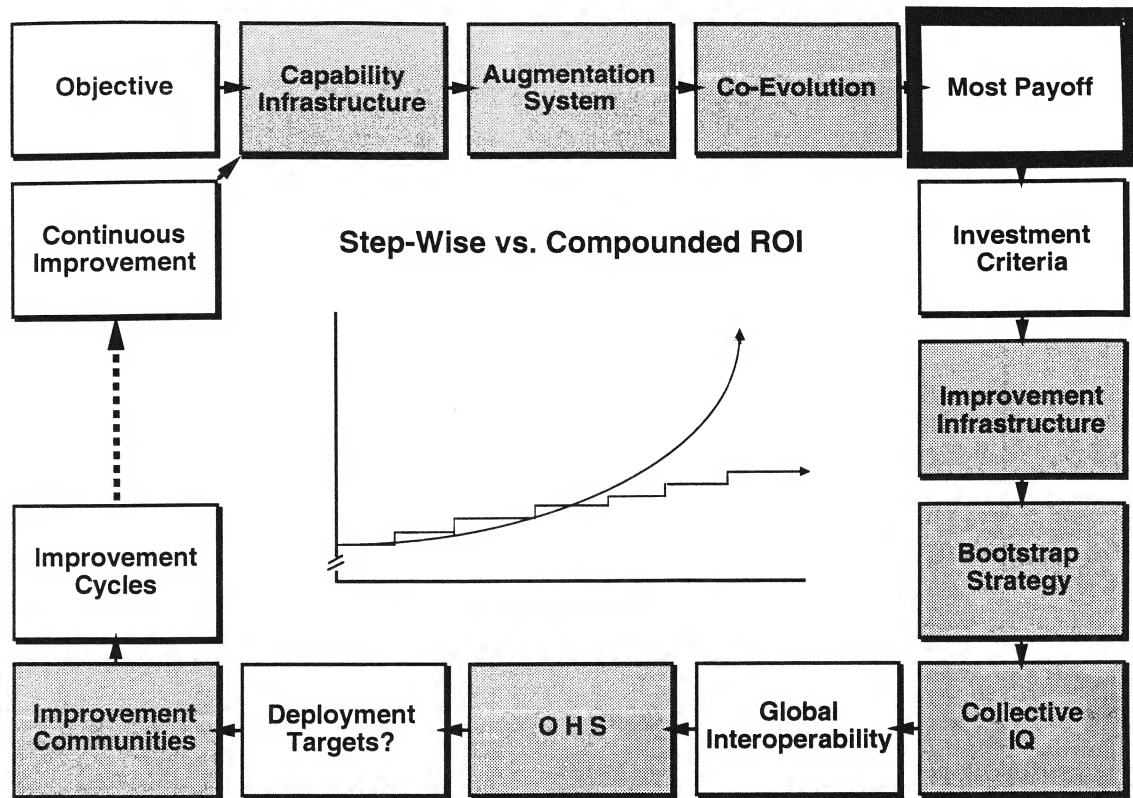 Objective
Capability
Infrastructure
Augmentation
System
Co-Evolution
Most Payoff
Continuous
Improvement
Step-Wise vs. Compounded ROI
Investment
Criteria
Improvement
Infrastructure
Improvement
Cycles
Bootstrap
Strategy
Improvement
Communities
Deployment
Targets?
O H S
Global
Interoperability
Collective
IQ